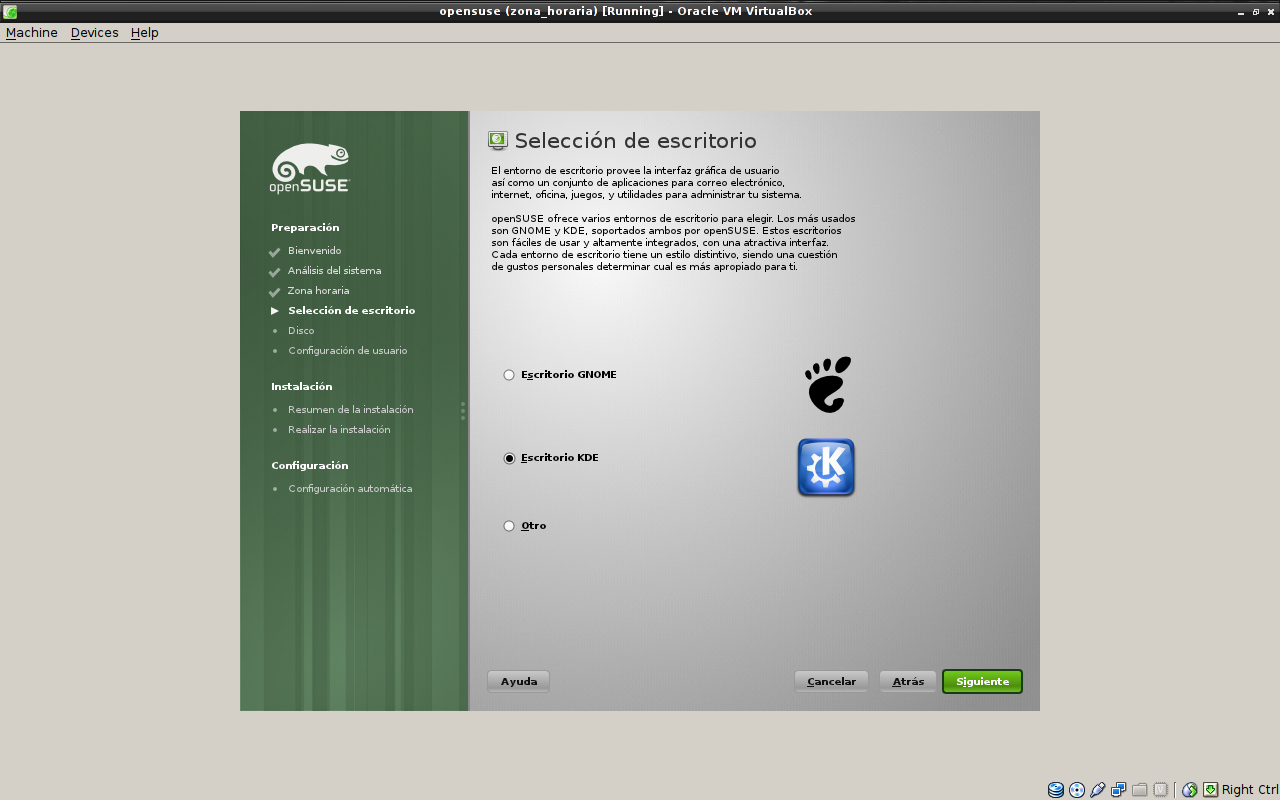 opensuse (zona_horaria) [Running] - Oracle VM VirtualBox
Machine Devices Help
openSUSE
Preparación
Bienvenido
Análisis del sistema
Zona horaria
Selección de escritorio
Disco
Configuración de usuario
Instalación
Resumen de la instalación
Realizar la instalación
Configuración
Configuración automática
Selección de escritorio
El entorno de escritorio provee la interfaz gráfica de usuario
así como un conjunto de aplicaciones para correo electrónico,
internet, oficina, juegos, y utilidades para administrar tu sistema.
openSUSE ofrece varios entornos de escritorio para elegir. Los más usados
son GNOME y KDE, soportados ambos por openSUSE. Estos escritorios
son fáciles de usar y altamente integrados, con una atractiva interfaz.
Cada entorno de escritorio tiene un estilo distintivo, siendo una cuestión
de gustos personales determinar cual es más apropiado para ti.
Escritorio GNOME
Escritorio KDE
Otro
Ayuda
Cancelar
Atrás
Siguiente
Right Ctrl